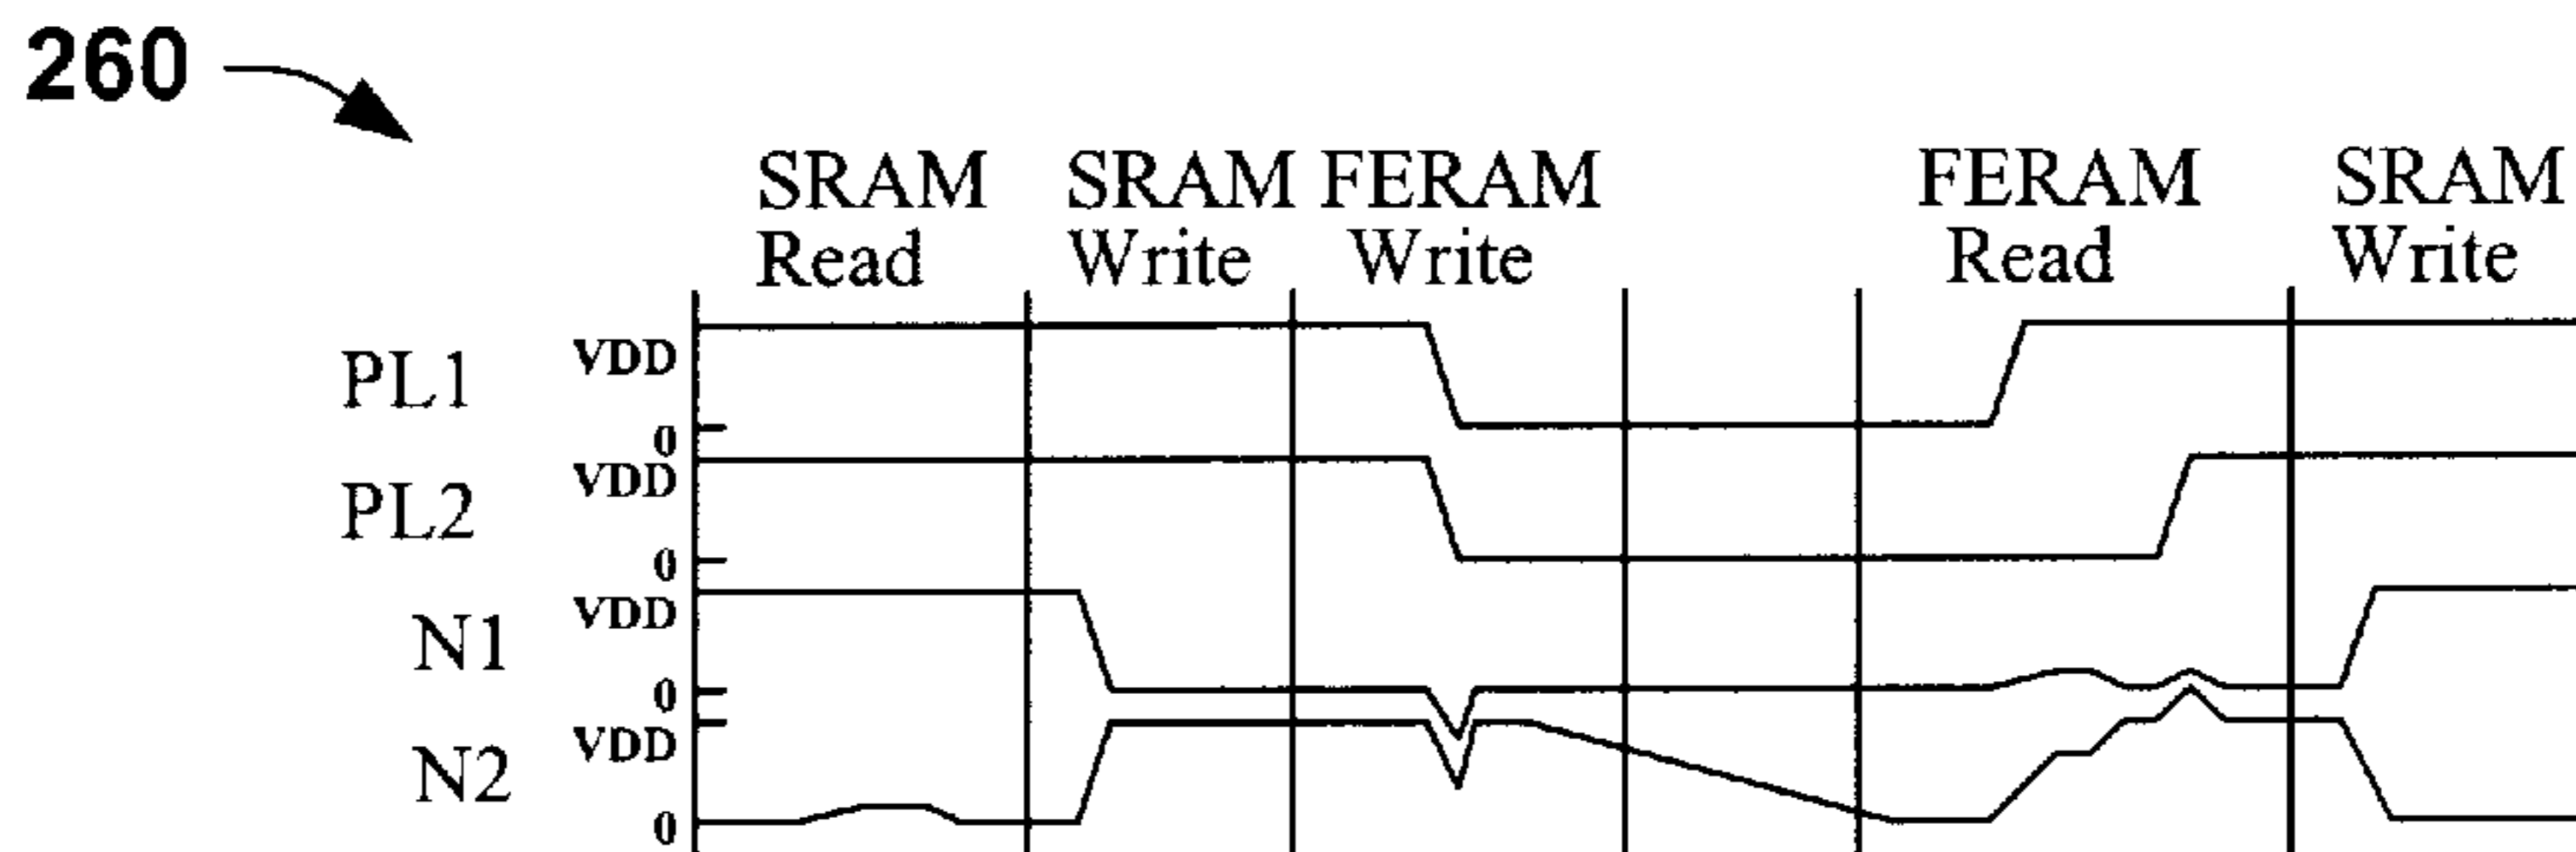 260
SRAM SRAM FERAM FERAM SRAM
Read Write Write Read Write
VDD
PL1
0
VDD
PL2
0
VDD
N1
0
VDD
N2
0